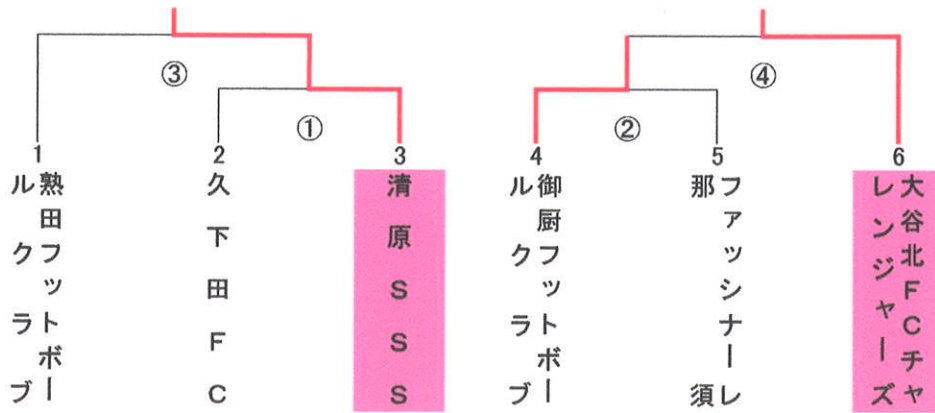 ③
④
①
②
1
2
3
4
5
6
熟田フットボー
ルクラブ
久下田FC
清原SSS
御厨フットボー
ルクラブ
ファッシナーレ
那須
大谷北FCチャ
レンジャーズ